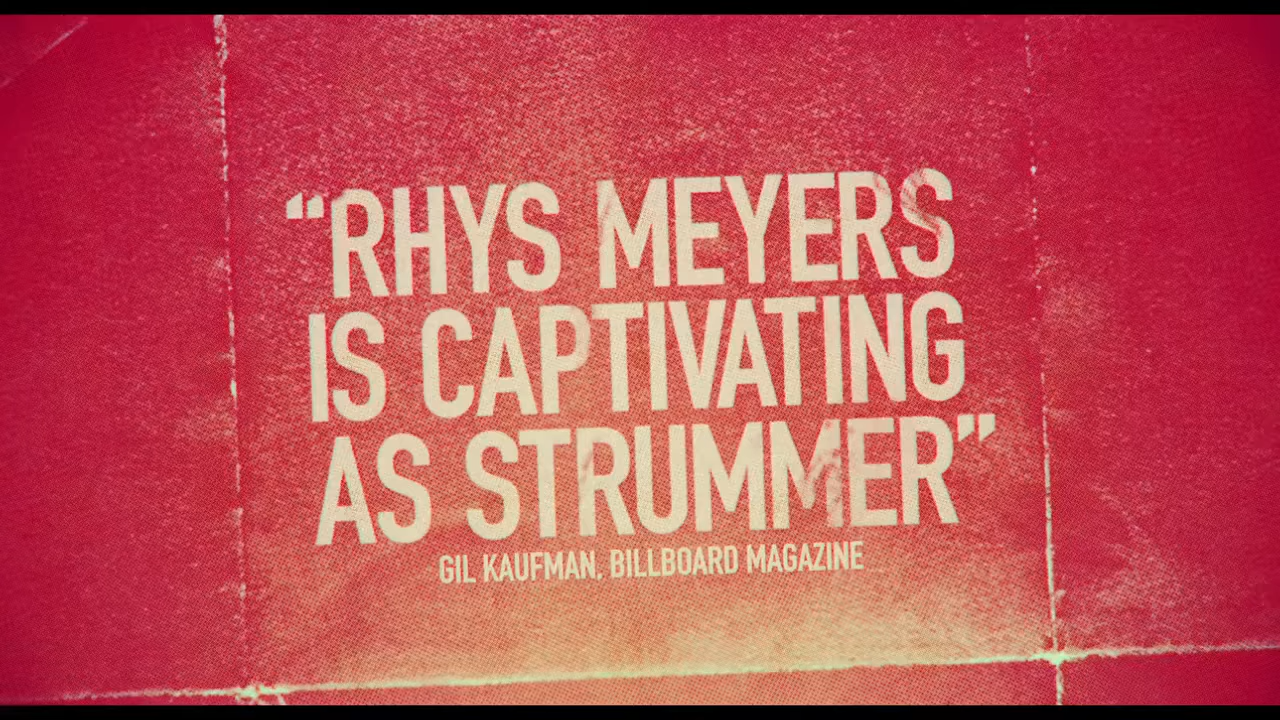 “RHYS MEYERS
IS CAPTIVATING
AS STRUMMER”
GIL KAUFMAN, BILLBOARD MAGAZINE